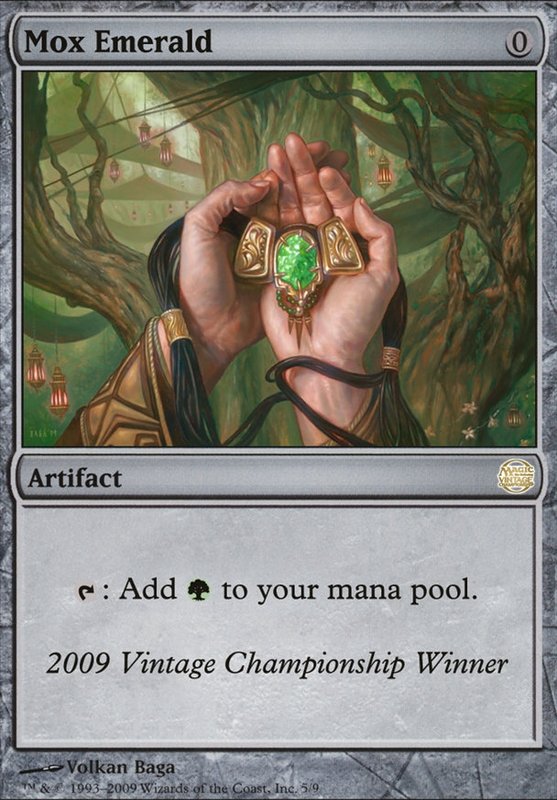 Mox Emerald 0
Artifact
MAGIC
VINTAGE
: Add to your mana pool.
2009 Vintage Championship Winner
Volkan Baga
™ & © 1993–2009 Wizards of the Coast, Inc. 5/9